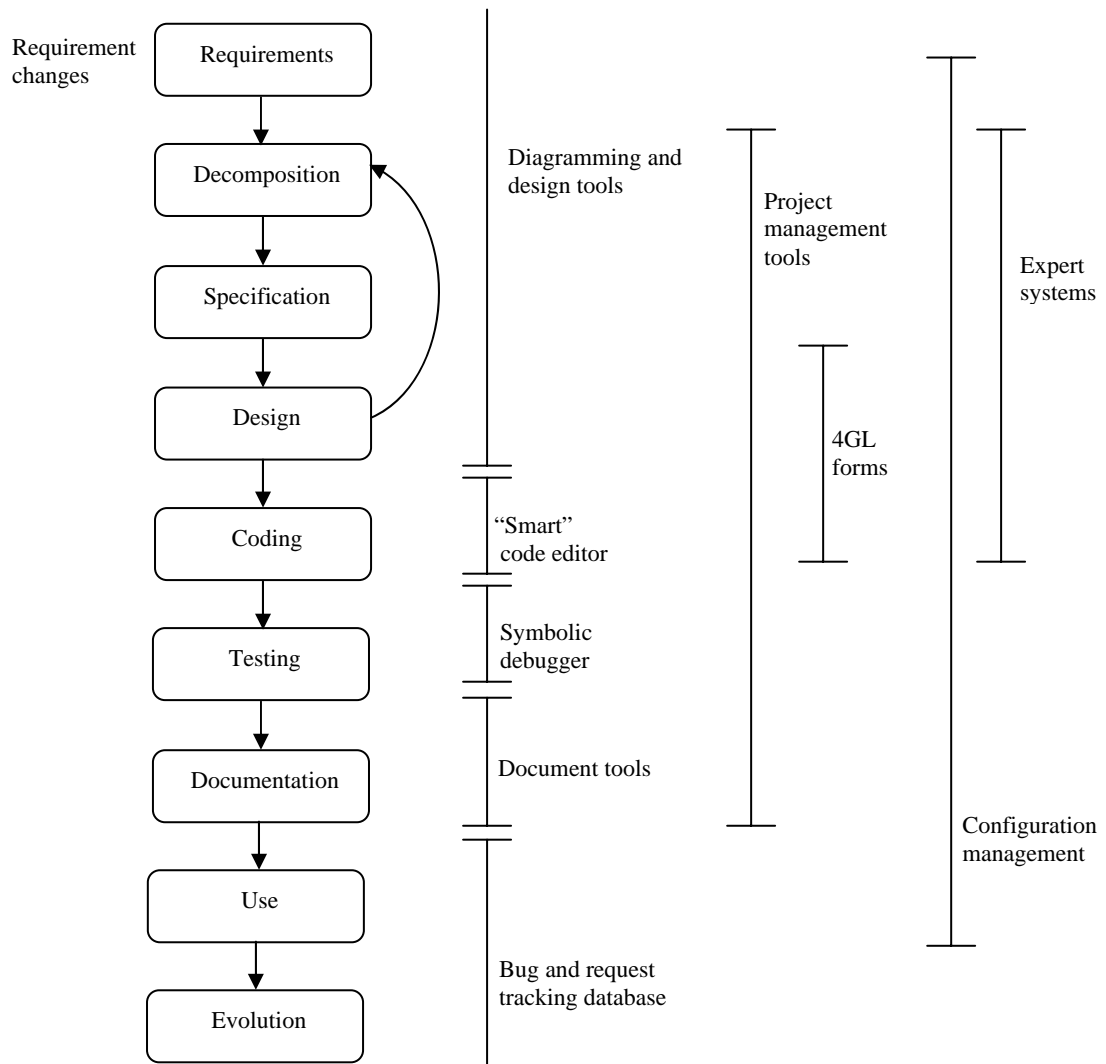 Requirement
changes
Requirements
Decomposition
Specification
Design
Coding
Testing
Documentation
Use
Evolution
Diagramming and
design tools
“Smart”
code editor
Symbolic
debugger
Document tools
Bug and request
tracking database
Project
management
tools
4GL
forms
Expert
systems
Configuration
management